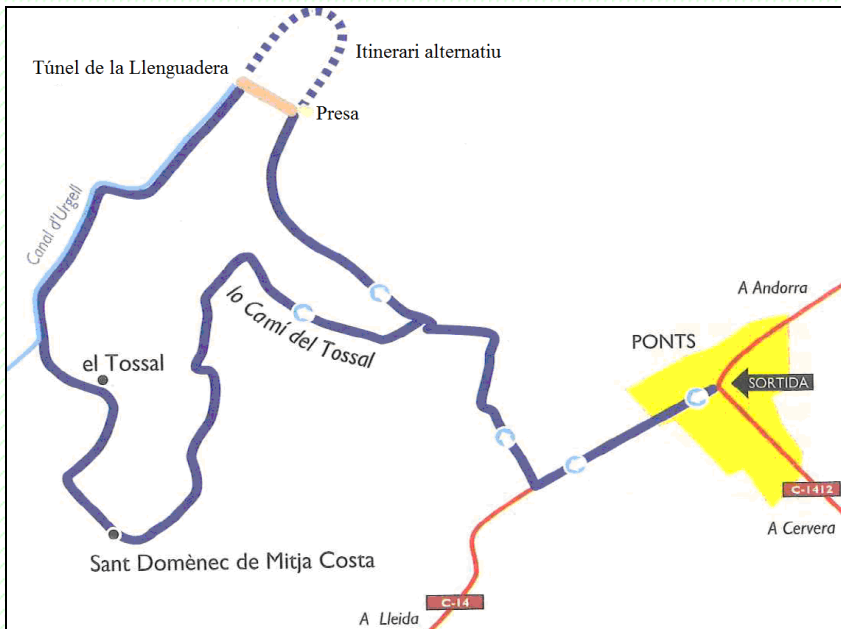 Itinerari alternatiu
Túnel de la Llenguadera
Presa
Canal d'Urgell
lo Camí del Tossal
A Andorra
PONTS
el Tossal
SORTIDA
C-1412
A Cervera
Sant Domènec de Mitja Costa
C-14
A Lleida